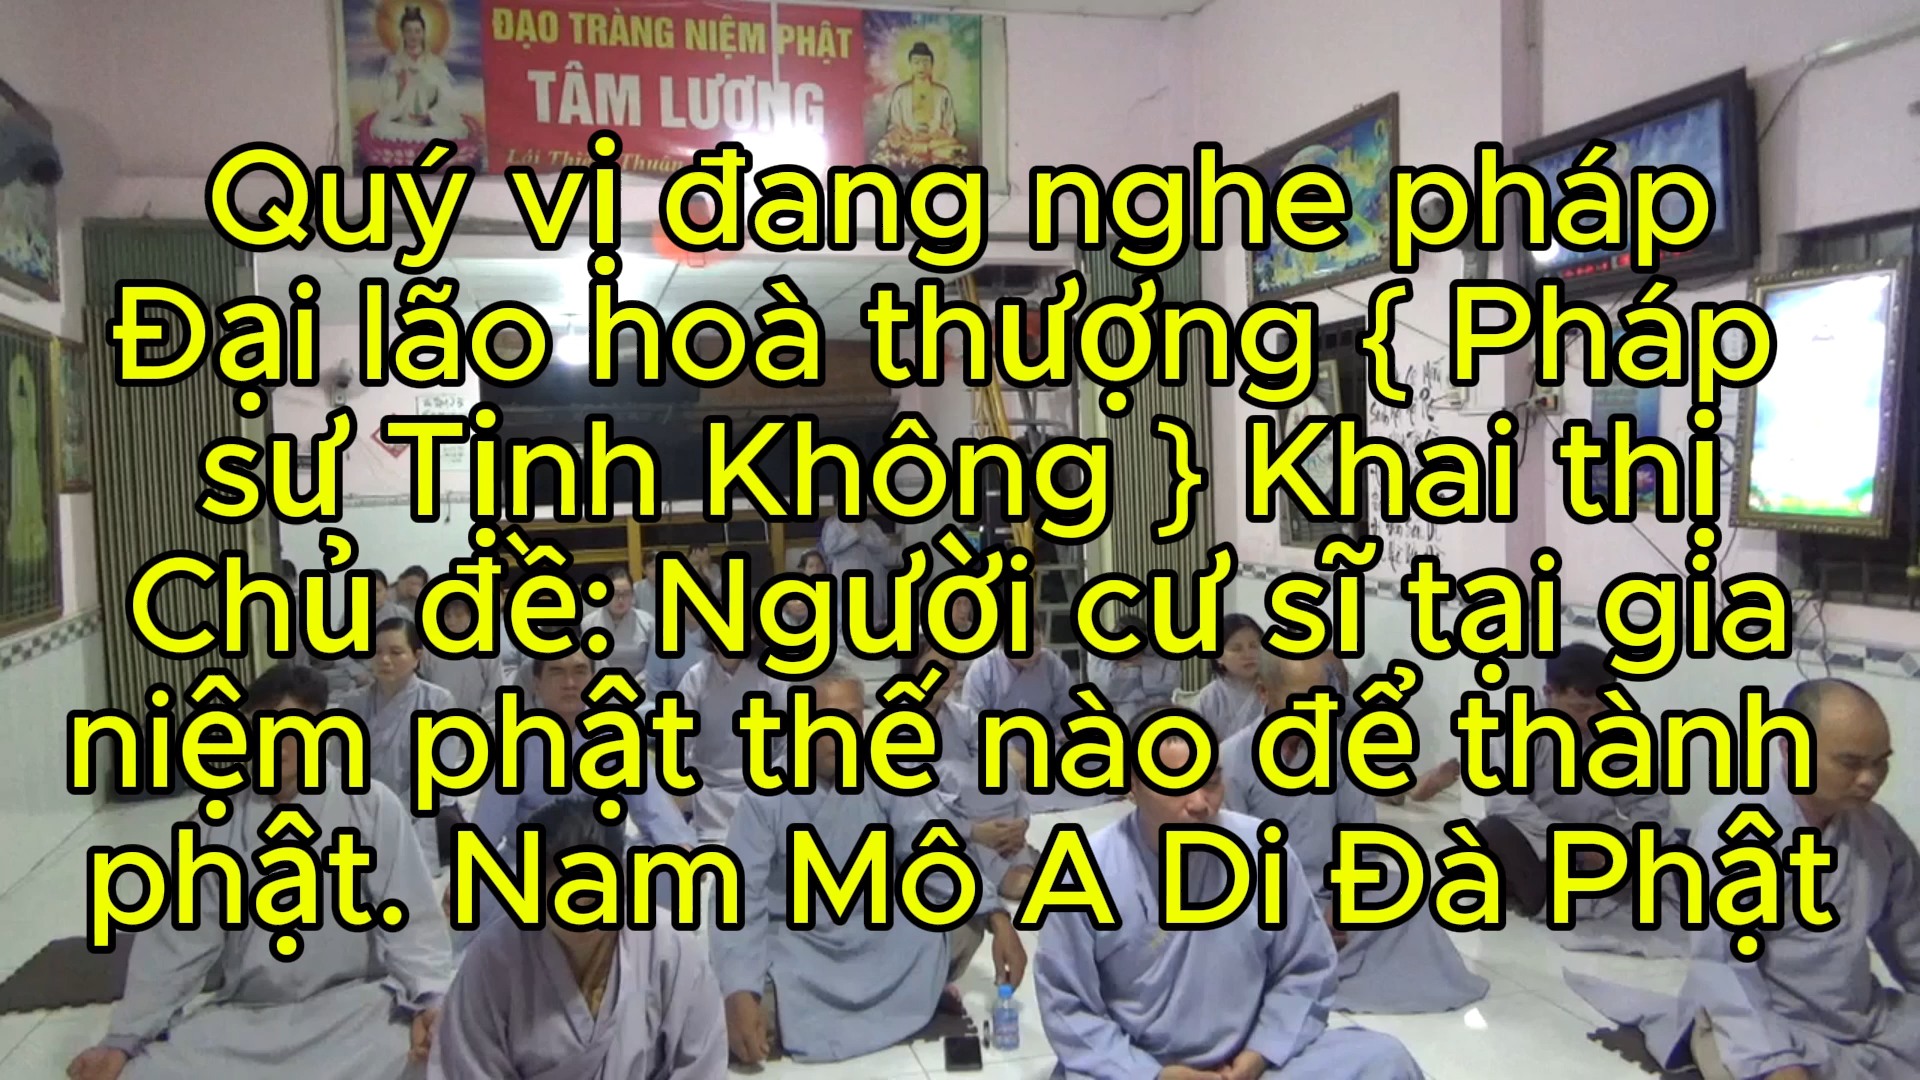 ĐẠO TRÀNG NIỆM PHẬT
TÂM LƯƠNG
Quý vị đang nghe pháp
Đại lão hoà thượng { Pháp
sư Tịnh Không } Khai thị
Chủ đề: Người cư sĩ tại gia
niệm phật thế nào để thành
phật. Nam Mô A Di Đà Phật